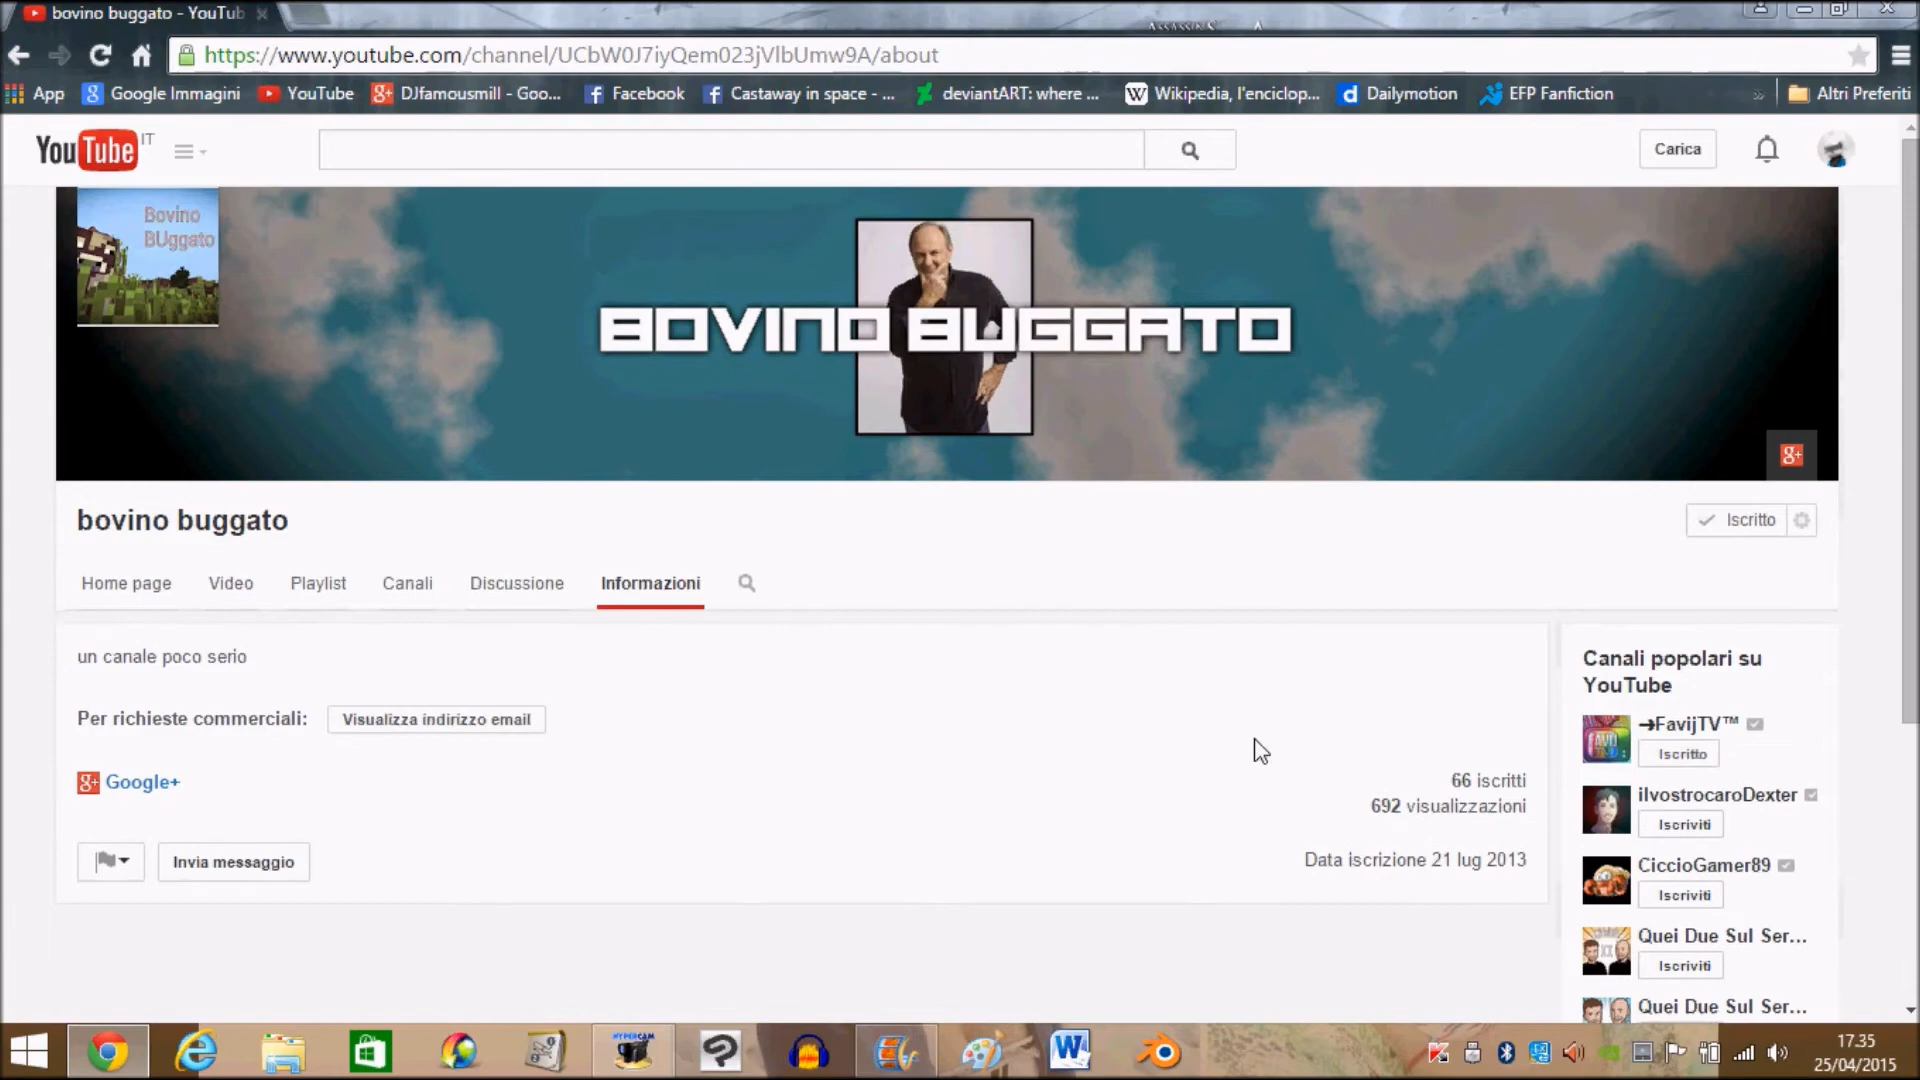 bovino buggato - YouTub
ASSASSIN'S
https://www.youtube.com/channel/UCbW0J7iyQem023jVlbUmw9A/about
App Google Immagini YouTube DJfamousmill - Goo... Facebook Castaway in space - ... deviantART: where ... Wikipedia, l'enciclop... Dailymotion EFP Fanfiction » Altri Preferiti
YouTube IT
Carica
Bovino
BUggato
BOVINO BUGGATO
g+
bovino buggato
Iscritto
Home page Video Playlist Canali Discussione Informazioni
un canale poco serio
Per richieste commerciali: Visualizza indirizzo email
Google+
66 iscritti
692 visualizzazioni
Invia messaggio
Data iscrizione 21 lug 2013
Canali popolari su
YouTube
➔FavijTV™
Iscritto
ilvostrocaroDexter
Iscriviti
CiccioGamer89
Iscriviti
Quei Due Sul Ser...
Iscriviti
Quei Due Sul Ser...
HYPERCAM
17.35
25/04/2015